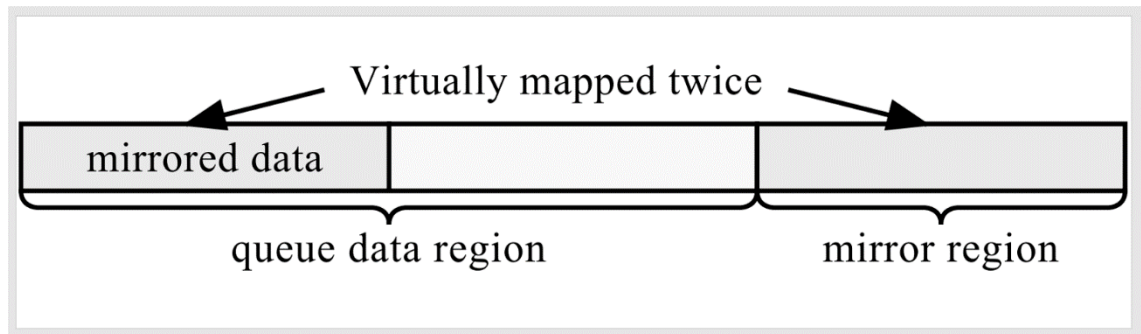 Virtually mapped twice
mirrored data
queue data region
mirror region